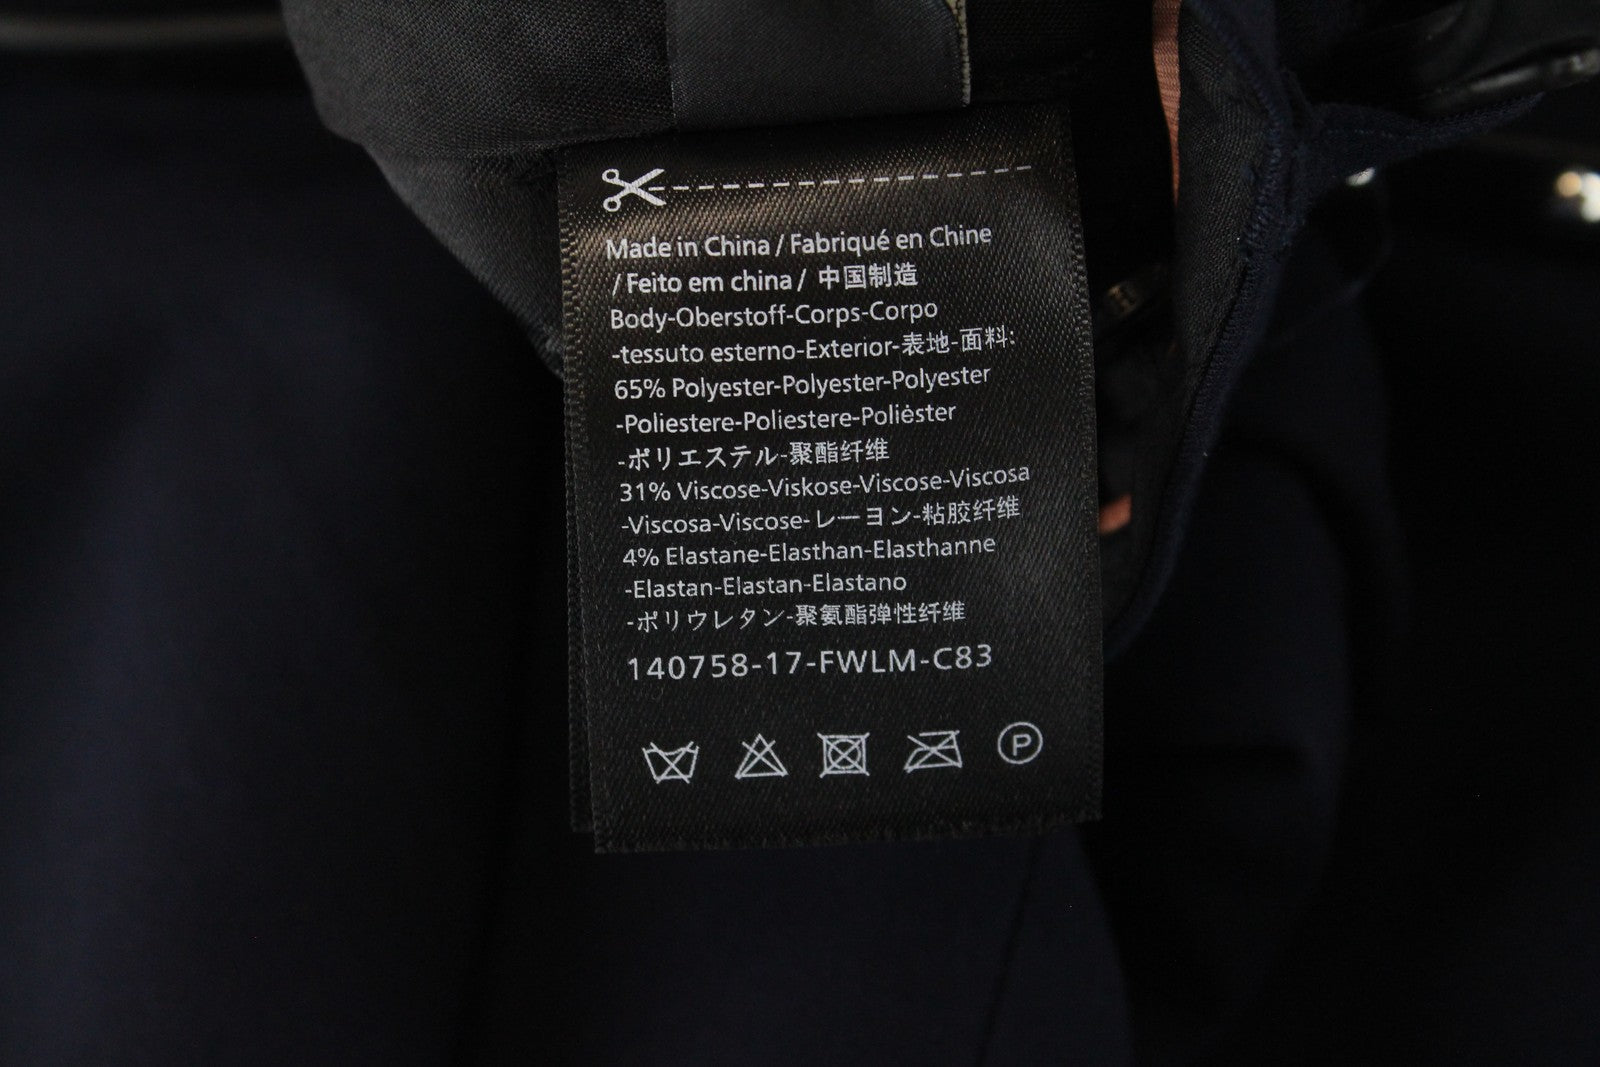 Made in China / Fabriqué en Chine
/ Feito em china / 中国制造
Body-Oberstoff-Corps-Corpo
-tessuto esterno-Exterior-表地-面料:
65% Polyester-Polyester-Polyester
-Poliestere-Poliestere-Poliéster
-ポリエステル-聚酯纤维
31% Viscose-Viskose-Viscose-Viscosa
-Viscosa-Viscose-レーヨン-粘胶纤维
4% Elastane-Elasthan-Elasthanne
-Elastan-Elastan-Elastano
-ポリウレタン-聚氨酯弹性纤维
140758-17-FWLM-C83
P